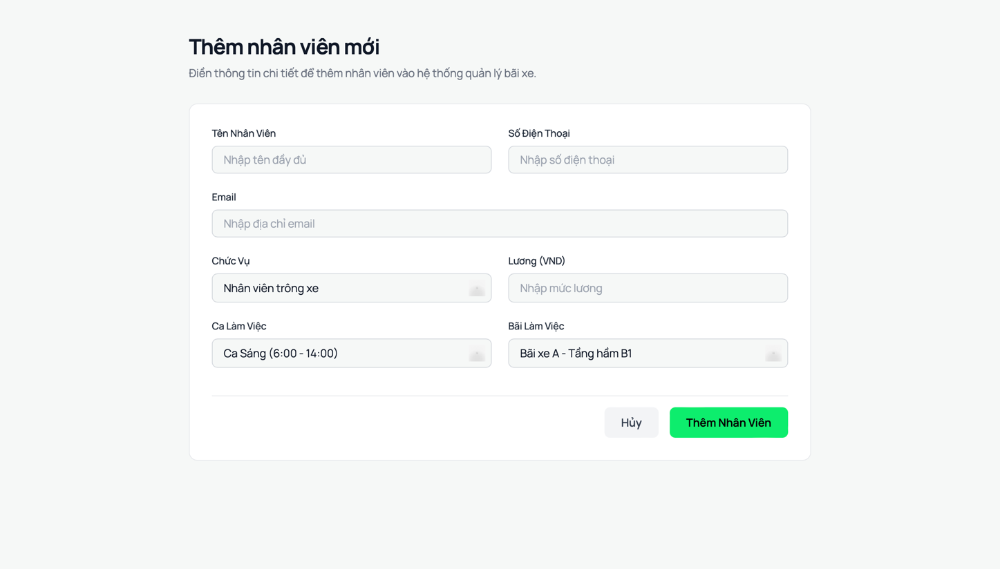 Thêm nhân viên mới
Điền thông tin chi tiết để thêm nhân viên vào hệ thống quản lý bãi xe.
Tên Nhân Viên
Số Điện Thoại
Nhập tên đầy đủ
Nhập số điện thoại
Email
Nhập địa chỉ email
Chức Vụ
Lương (VND)
Nhân viên trông xe
Nhập mức lương
Ca Làm Việc
Bãi Làm Việc
Ca Sáng (6:00 - 14:00)
Bãi xe A - Tầng hầm B1
Hủy
Thêm Nhân Viên